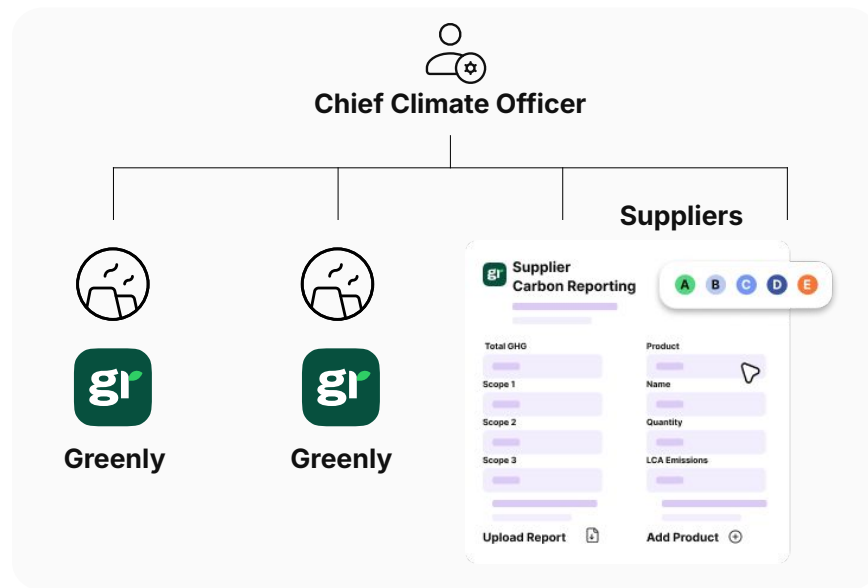 Chief Climate Officer
Suppliers
gr
Supplier
Carbon Reporting
A B C D E
Total GHG
Product
Scope 1
Name
Scope 2
Quantity
Scope 3
LCA Emissions
Upload Report
Add Product
gr
Greenly
gr
Greenly